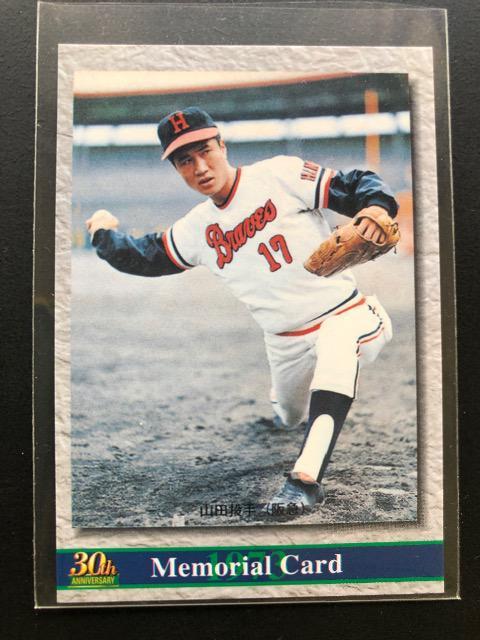 H
Braves
17
山田投手（阪急）
30th
ANNIVERSARY
1973
Memorial Card